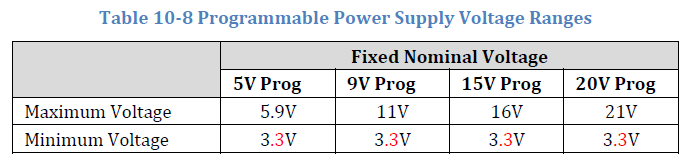 Table 10-8 Programmable Power Supply Voltage Ranges
Fixed Nominal Voltage
5V Prog 9V Prog 15V Prog 20V Prog
Maximum Voltage 5.9V 11V 16V 21V
Minimum Voltage 3.3V 3.3V 3.3V 3.3V